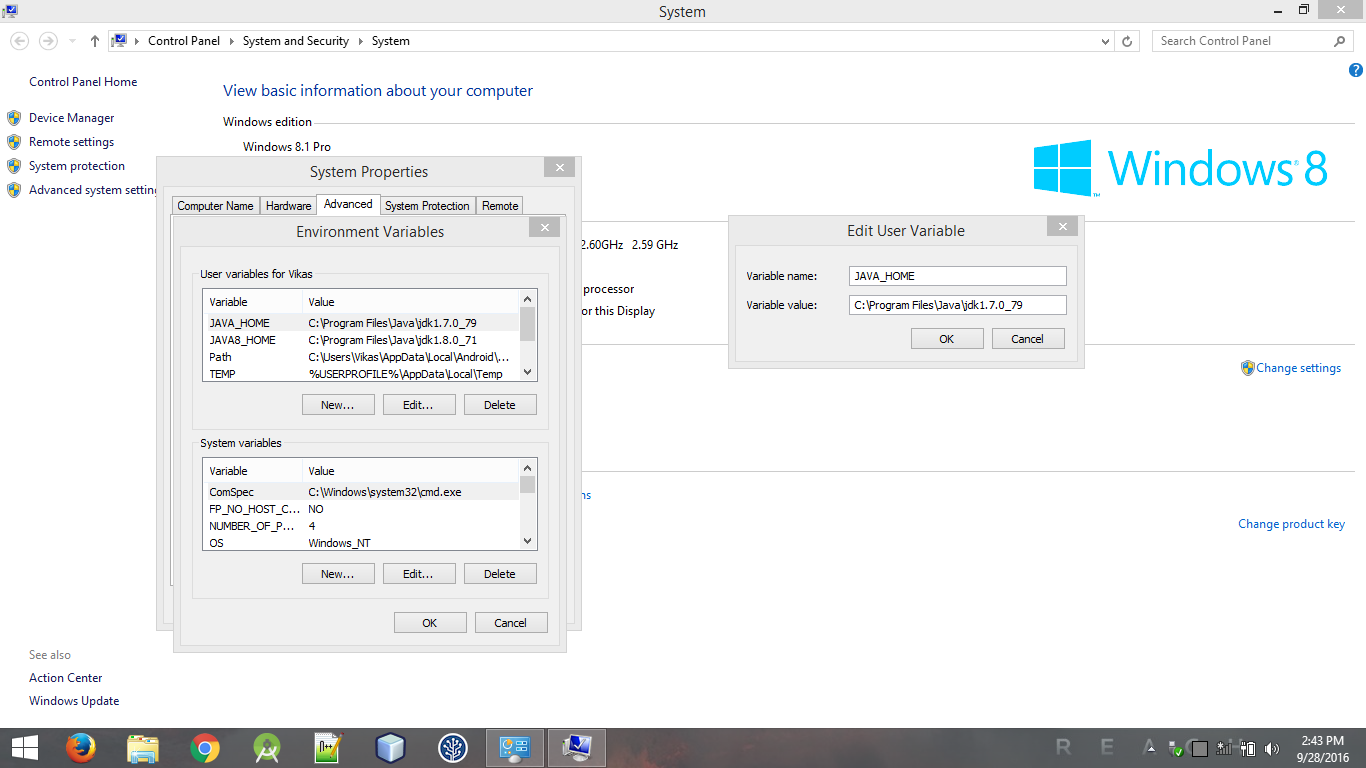 System
Control Panel
System and Security
System
Search Control Panel
Control Panel Home
Device Manager
Remote settings
System protection
Advanced system setting
View basic information about your computer
Windows edition
Windows 8.1 Pro
Windows 8
2.60GHz 2.59 GHz
processor
or this Display
Change settings
Change product key
See also
Action Center
Windows Update
System Properties
Computer Name
Hardware
Advanced
System Protection
Remote
Environment Variables
User variables for Vikas
Variable Value
JAVA_HOME C:\Program Files\Java\jdk1.7.0_79
JAVA8_HOME C:\Program Files\Java\jdk1.8.0_71
Path C:\Users\Vikas\AppData\Local\Android\...
TEMP %USERPROFILE%\AppData\Local\Temp
New... Edit... Delete
System variables
Variable Value
ComSpec C:\Windows\system32\cmd.exe
FP_NO_HOST_C... NO
NUMBER_OF_P... 4
OS Windows_NT
New... Edit... Delete
OK Cancel
Edit User Variable
Variable name: JAVA_HOME
Variable value: C:\Program Files\Java\jdk1.7.0_79
OK Cancel
2:43 PM
9/28/2016